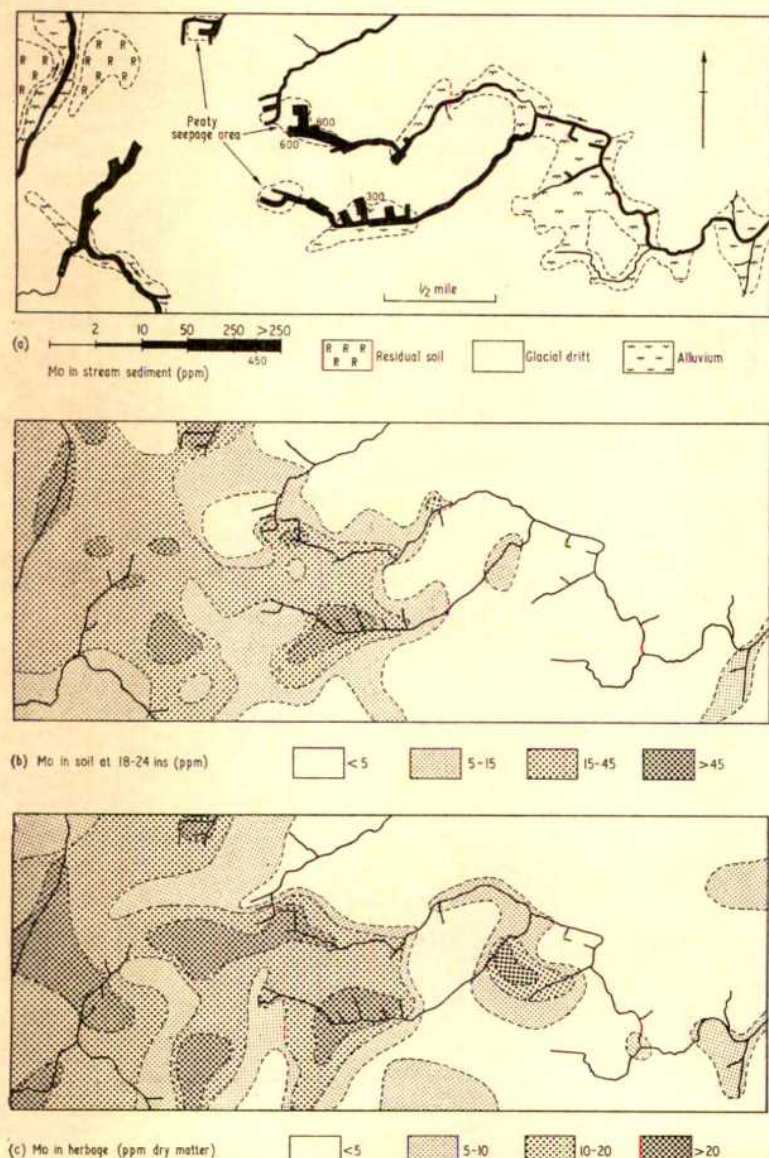 R R R R
R R R
R R R
R R
R
Peaty
seepage area
800
600
300
1/2 mile
2 10 50 250 >250
(a)
450
Mo in stream sediment (ppm)
R R R
R R
Residual soil
Glacial drift
Alluvium
(b) Mo in soil at 18-24 ins (ppm)
<5
5-15
15-45
>45
(c) Mo in herbage (ppm dry matter)
<5
5-10
10-20
>20